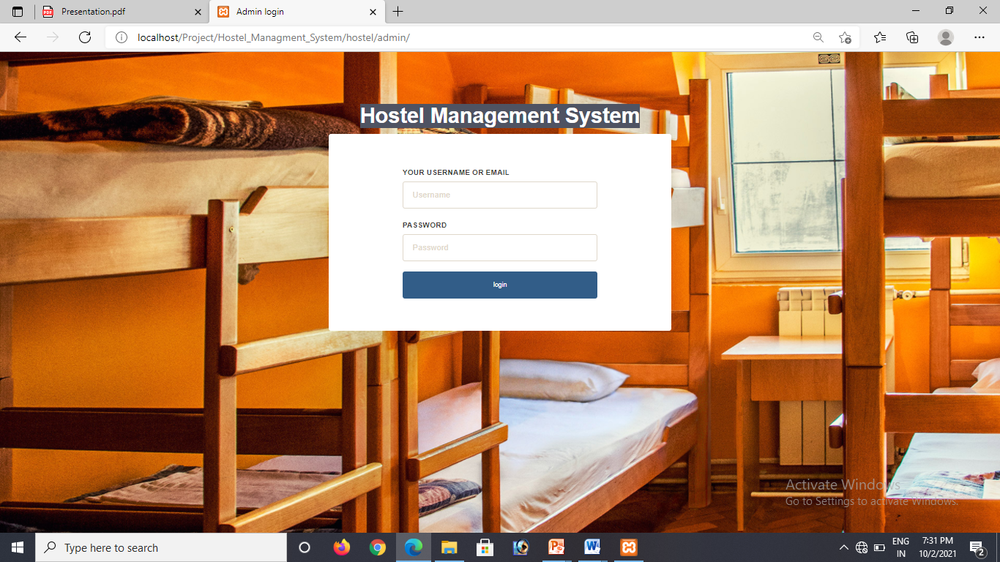 Presentation.pdf
Admin login
localhost/Project/Hostel_Managment_System/hostel/admin/
Hostel Management System
YOUR USERNAME OR EMAIL
Username
PASSWORD
Password
login
Activate Windows
Go to Settings to activate Windows.
Type here to search
ENG
IN
7:31 PM
10/2/2021
2